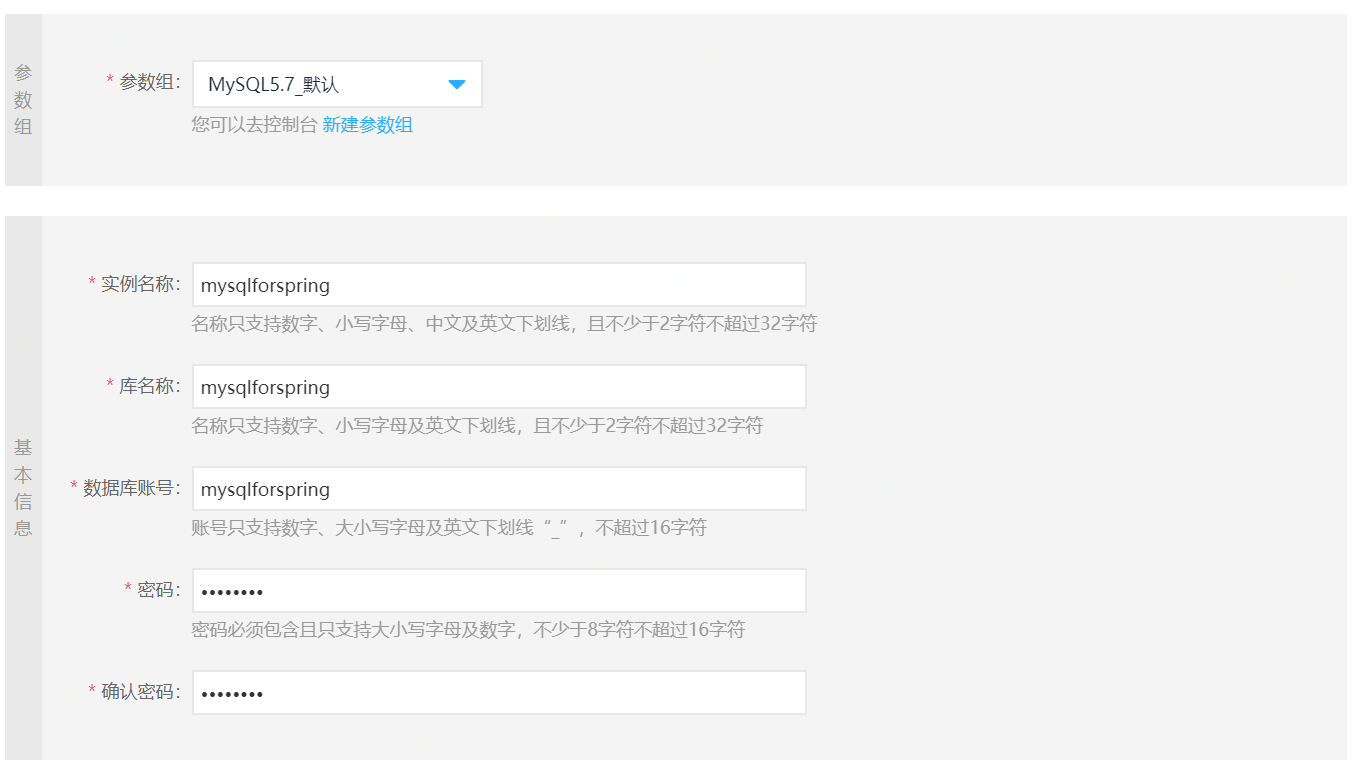 参数组
* 参数组：
MySQL5.7_默认
您可以去控制台 新建参数组
基本信息
* 实例名称：
mysqlforspring
名称只支持数字、小写字母、中文及英文下划线，且不少于2字符不超过32字符
* 库名称：
mysqlforspring
名称只支持数字、小写字母及英文下划线，且不少于2字符不超过32字符
* 数据库账号：
mysqlforspring
账号只支持数字、大小写字母及英文下划线“_”，不超过16字符
* 密码：
••••••••
密码必须包含且只支持大小写字母及数字，不少于8字符不超过16字符
* 确认密码：
••••••••